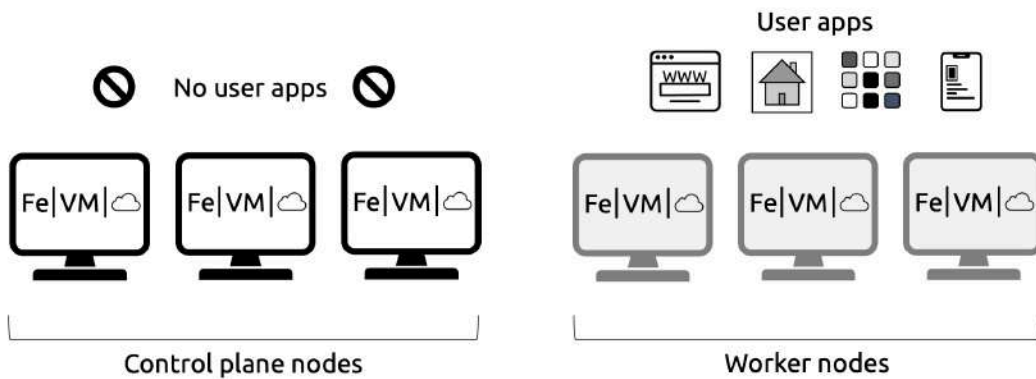 User apps
No user apps
WWW
Fe|VM|
Fe|VM|
Fe|VM|
Fe|VM|
Fe|VM|
Fe|VM|
Control plane nodes
Worker nodes